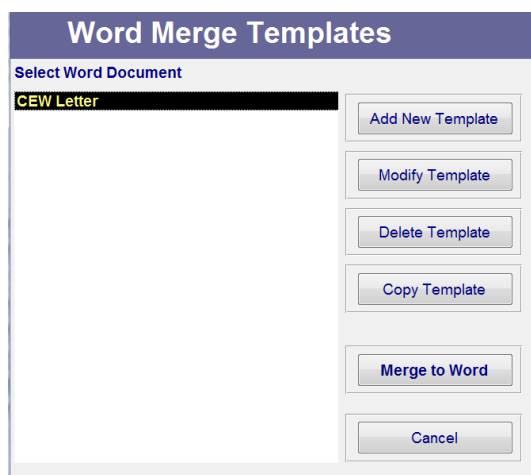 Word Merge Templates
Select Word Document
CEW Letter
Add New Template
Modify Template
Delete Template
Copy Template
Merge to Word
Cancel